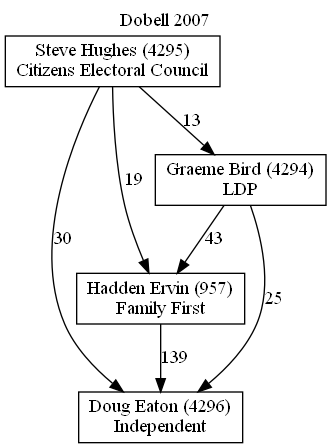 Dobell 2007
Steve Hughes (4295)
Citizens Electoral Council
13
Graeme Bird (4294)
LDP
19
30
43
25
Hadden Ervin (957)
Family First
139
Doug Eaton (4296)
Independent